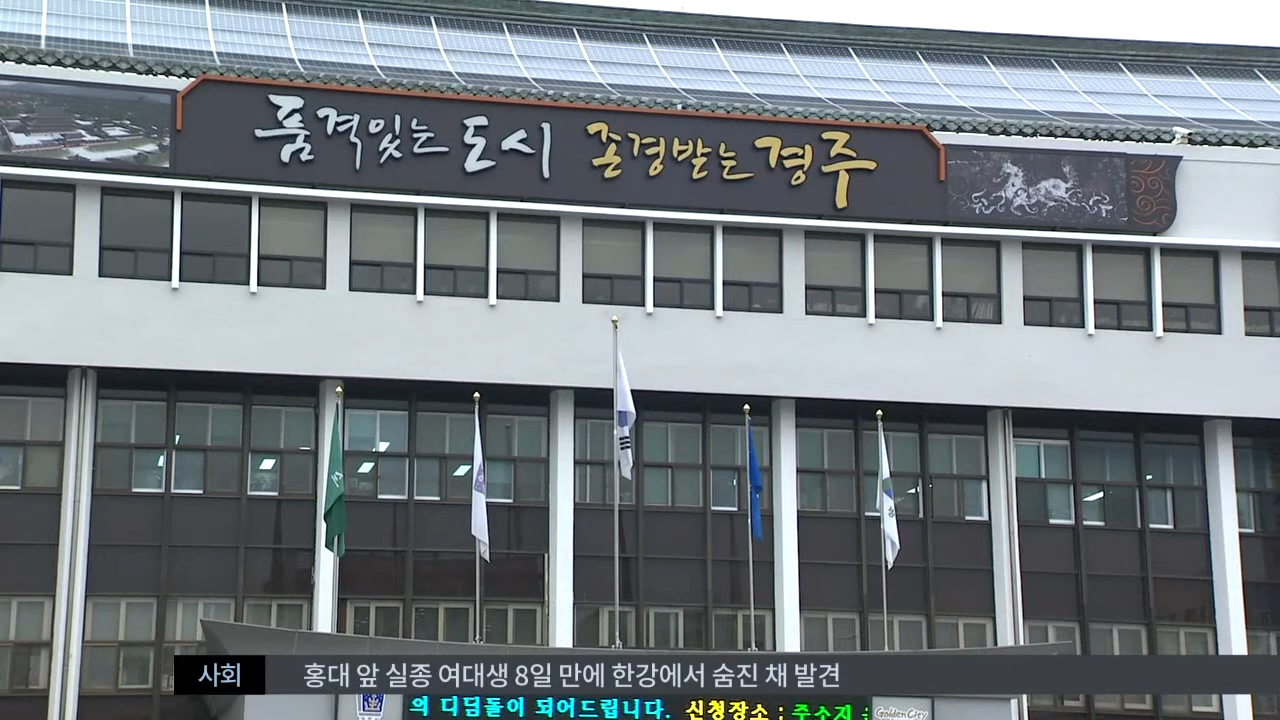 품격있는 도시 존경받는 경주
사회 홍대 앞 실종 여대생 8일 만에 한강에서 숨진 채 발견
의 디딤돌이 되어드립니다. 신청장소 : 주소지
Golden City